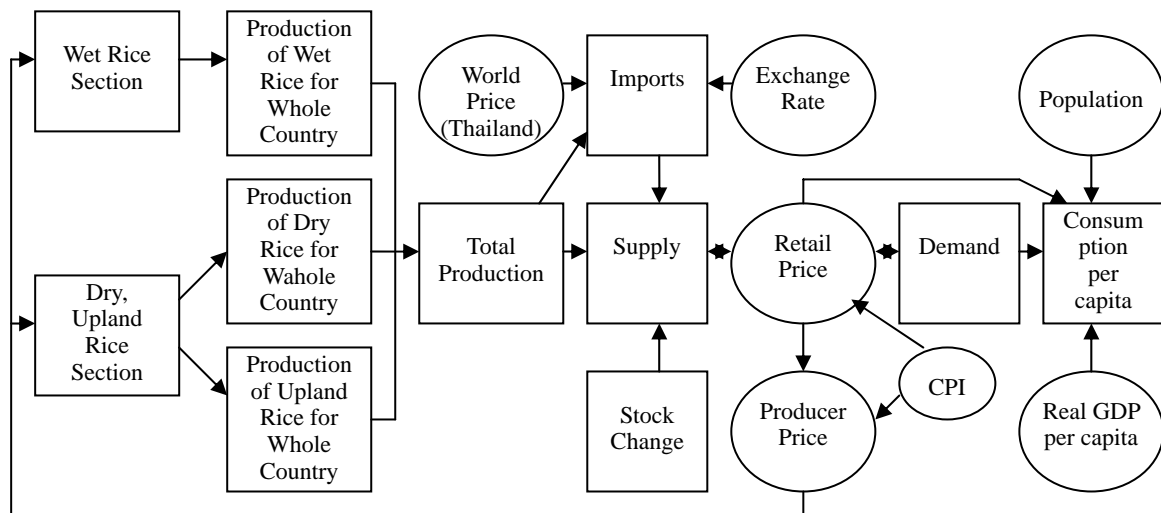 Wet Rice
Section
Production
of Wet
Rice for
Whole
Country
World
Price
(Thailand)
Imports
Exchange
Rate
Population
Production
of Dry
Rice for
Wahole
Country
Total
Production
Supply
Retail
Price
Demand
Consum
ption
per
capita
Dry,
Upland
Rice
Section
Production
of Upland
Rice for
Whole
Country
Stock
Change
Producer
Price
CPI
Real GDP
per capita